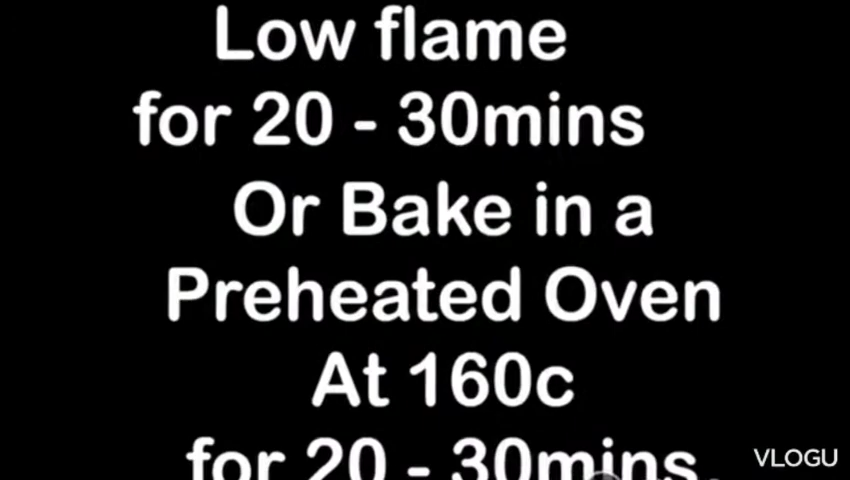 Low flame
for 20 - 30mins
Or Bake in a
Preheated Oven
At 160c
for 20 - 30mins.
VLOGU